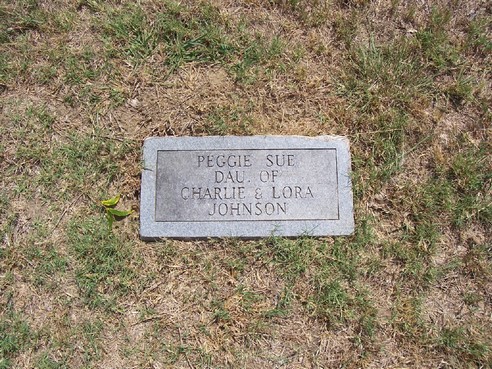 PEGGIE SUE
DAU. OF
CHARLIE & LORA
JOHNSON